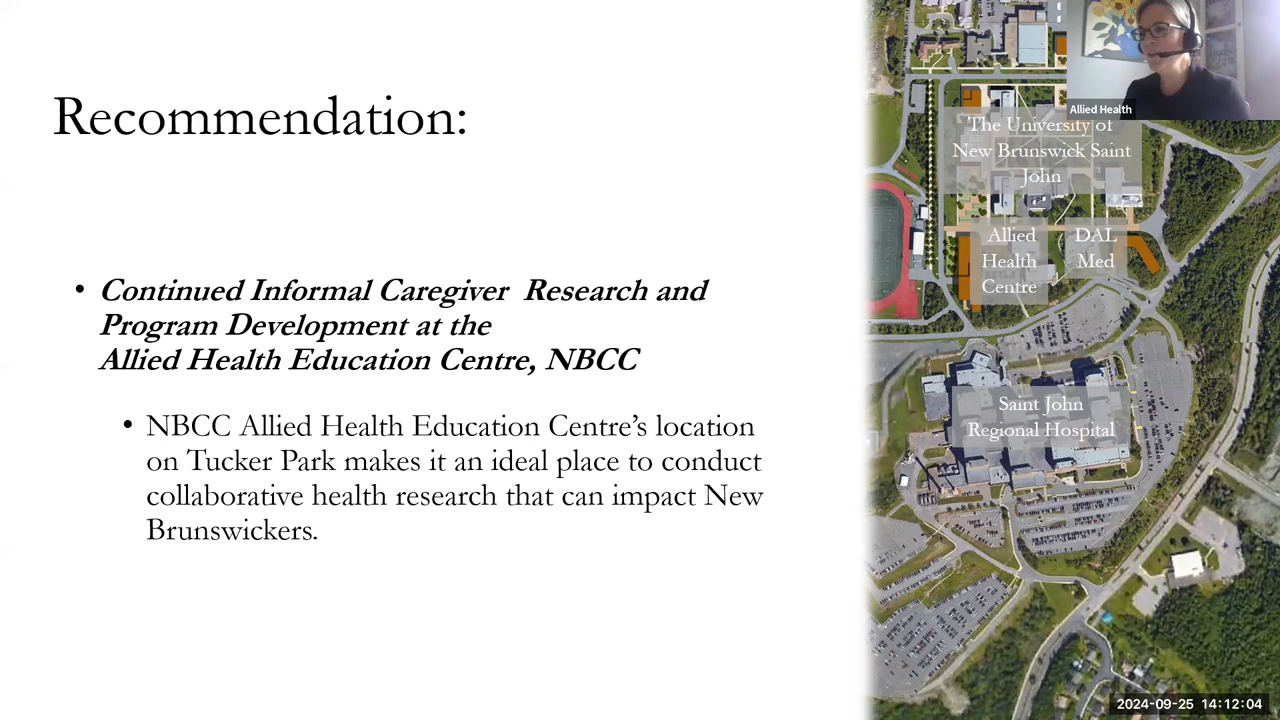 Recommendation:
• Continued Informal Caregiver Research and
Program Development at the
Allied Health Education Centre, NBCC
• NBCC Allied Health Education Centre’s location
on Tucker Park makes it an ideal place to conduct
collaborative health research that can impact New
Brunswickers.
Allied Health
The University of
New Brunswick Saint
John
Allied
Health
Centre
DAL
Med
Saint John
Regional Hospital
2024-09-25 14:12:04